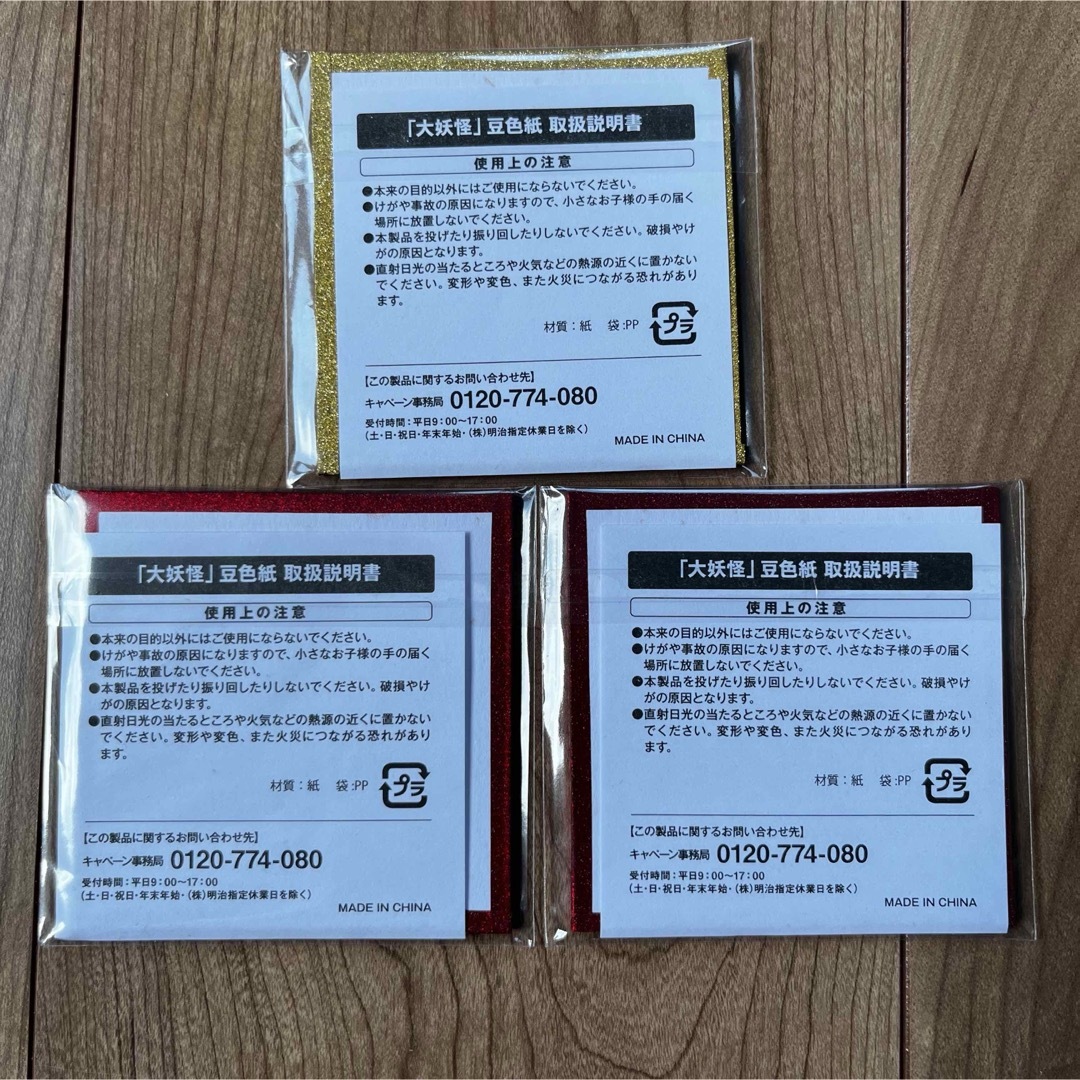 「大妖怪」豆色紙 取扱説明書
使用上の注意
●本来の目的以外にはご使用にならないでください。
●けがや事故の原因になりますので、小さなお子様の手の届く
場所に放置しないでください。
●本製品を投げたり振り回したりしないでください。破損やけ
がの原因となります。
●直射日光の当たるところや火気などの熱源の近くに置かない
でください。変形や変色、また火災につながる恐れがあり
ます。
材質：紙 袋:PP プラ
【この製品に関するお問い合わせ先】
キャペーン事務局 0120-774-080
受付時間：平日9：00〜17：00
（土・日・祝日・年末年始・（株）明治指定休業日を除く）
MADE IN CHINA
「大妖怪」豆色紙 取扱説明書
使用上の注意
●本来の目的以外にはご使用にならないでください。
●けがや事故の原因になりますので、小さなお子様の手の届く
場所に放置しないでください。
●本製品を投げたり振り回したりしないでください。破損やけ
がの原因となります。
●直射日光の当たるところや火気などの熱源の近くに置かない
でください。変形や変色、また火災につながる恐れがあり
ます。
材質：紙 袋:PP プラ
【この製品に関するお問い合わせ先】
キャペーン事務局 0120-774-080
受付時間：平日9：00〜17：00
（土・日・祝日・年末年始・（株）明治指定休業日を除く）
MADE IN CHINA
「大妖怪」豆色紙 取扱説明書
使用上の注意
●本来の目的以外にはご使用にならないでください。
●けがや事故の原因になりますので、小さなお子様の手の届く
場所に放置しないでください。
●本製品を投げたり振り回したりしないでください。破損やけ
がの原因となります。
●直射日光の当たるところや火気などの熱源の近くに置かない
でください。変形や変色、また火災につながる恐れがあり
ます。
材質：紙 袋:PP プラ
【この製品に関するお問い合わせ先】
キャペーン事務局 0120-774-080
受付時間：平日9：00〜17：00
（土・日・祝日・年末年始・（株）明治指定休業日を除く）
MADE IN CHINA